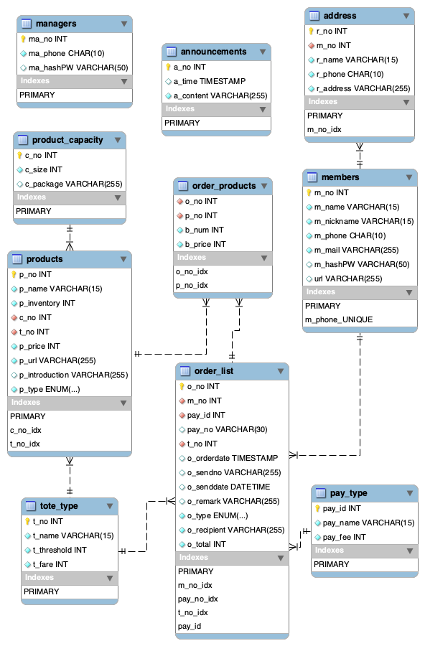 managers
ma_no INT
ma_phone CHAR(10)
ma_hashPW VARCHAR(50)
Indexes
PRIMARY
announcements
a_no INT
a_time TIMESTAMP
a_content VARCHAR(255)
Indexes
PRIMARY
address
r_no INT
m_no INT
r_name VARCHAR(15)
r_phone CHAR(10)
r_address VARCHAR(255)
Indexes
PRIMARY
m_no_idx
product_capacity
c_no INT
c_size INT
c_package VARCHAR(255)
Indexes
PRIMARY
order_products
o_no INT
p_no INT
b_num INT
b_price INT
Indexes
o_no_idx
p_no_idx
members
m_no INT
m_name VARCHAR(15)
m_nickname VARCHAR(15)
m_phone CHAR(10)
m_mail VARCHAR(255)
m_hashPW VARCHAR(50)
url VARCHAR(255)
Indexes
PRIMARY
m_phone_UNIQUE
products
p_no INT
p_name VARCHAR(15)
p_inventory INT
c_no INT
t_no INT
p_price INT
p_url VARCHAR(255)
p_introduction VARCHAR(255)
p_type ENUM(...)
Indexes
PRIMARY
c_no_idx
t_no_idx
order_list
o_no INT
m_no INT
pay_id INT
pay_no VARCHAR(30)
t_no INT
o_orderdate TIMESTAMP
o_sendno VARCHAR(255)
o_senddate DATETIME
o_remark VARCHAR(255)
o_type ENUM(...)
o_recipient VARCHAR(255)
o_total INT
Indexes
PRIMARY
m_no_idx
pay_no_idx
t_no_idx
pay_id
tote_type
t_no INT
t_name VARCHAR(15)
t_threshold INT
t_fare INT
Indexes
PRIMARY
pay_type
pay_id INT
pay_name VARCHAR(15)
pay_fee INT
Indexes
PRIMARY